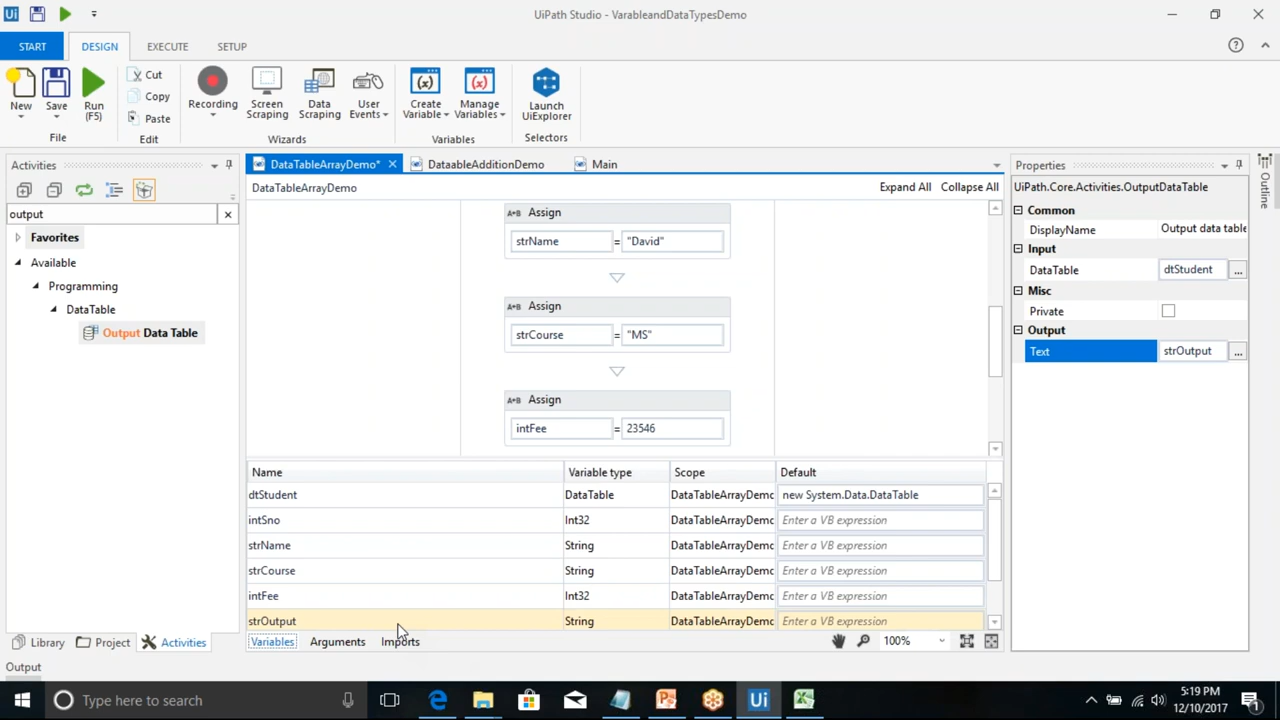 UiPath Studio - VarableandDataTypesDemo
START DESIGN EXECUTE SETUP
New
Save
Run
(F5)
Cut
Copy
Paste
Recording
Screen
Scraping
Data
Scraping
User
Events
Create
Variable
Manage
Variables
Launch
UiExplorer
File Edit Wizards Variables Selectors
Activities
output
Favorites
Available
Programming
DataTable
Output Data Table
Library Project Activities
DataTableArrayDemo* DataableAdditionDemo Main
DataTableArrayDemo Expand All Collapse All
A+B Assign
strName = "David"
A+B Assign
strCourse = "MS"
A+B Assign
intFee = 23546
Name Variable type Scope Default
dtStudent DataTable DataTableArrayDemo new System.Data.DataTable
intSno Int32 DataTableArrayDemo Enter a VB expression
strName String DataTableArrayDemo Enter a VB expression
strCourse String DataTableArrayDemo Enter a VB expression
intFee Int32 DataTableArrayDemo Enter a VB expression
strOutput String DataTableArrayDemo Enter a VB expression
Variables Arguments Imports 100%
Properties
UiPath.Core.Activities.OutputDataTable
Common
DisplayName Output data table
Input
DataTable dtStudent ...
Misc
Private
Output
Text strOutput ...
Outline
Output
Type here to search
Ui
5:19 PM
12/10/2017